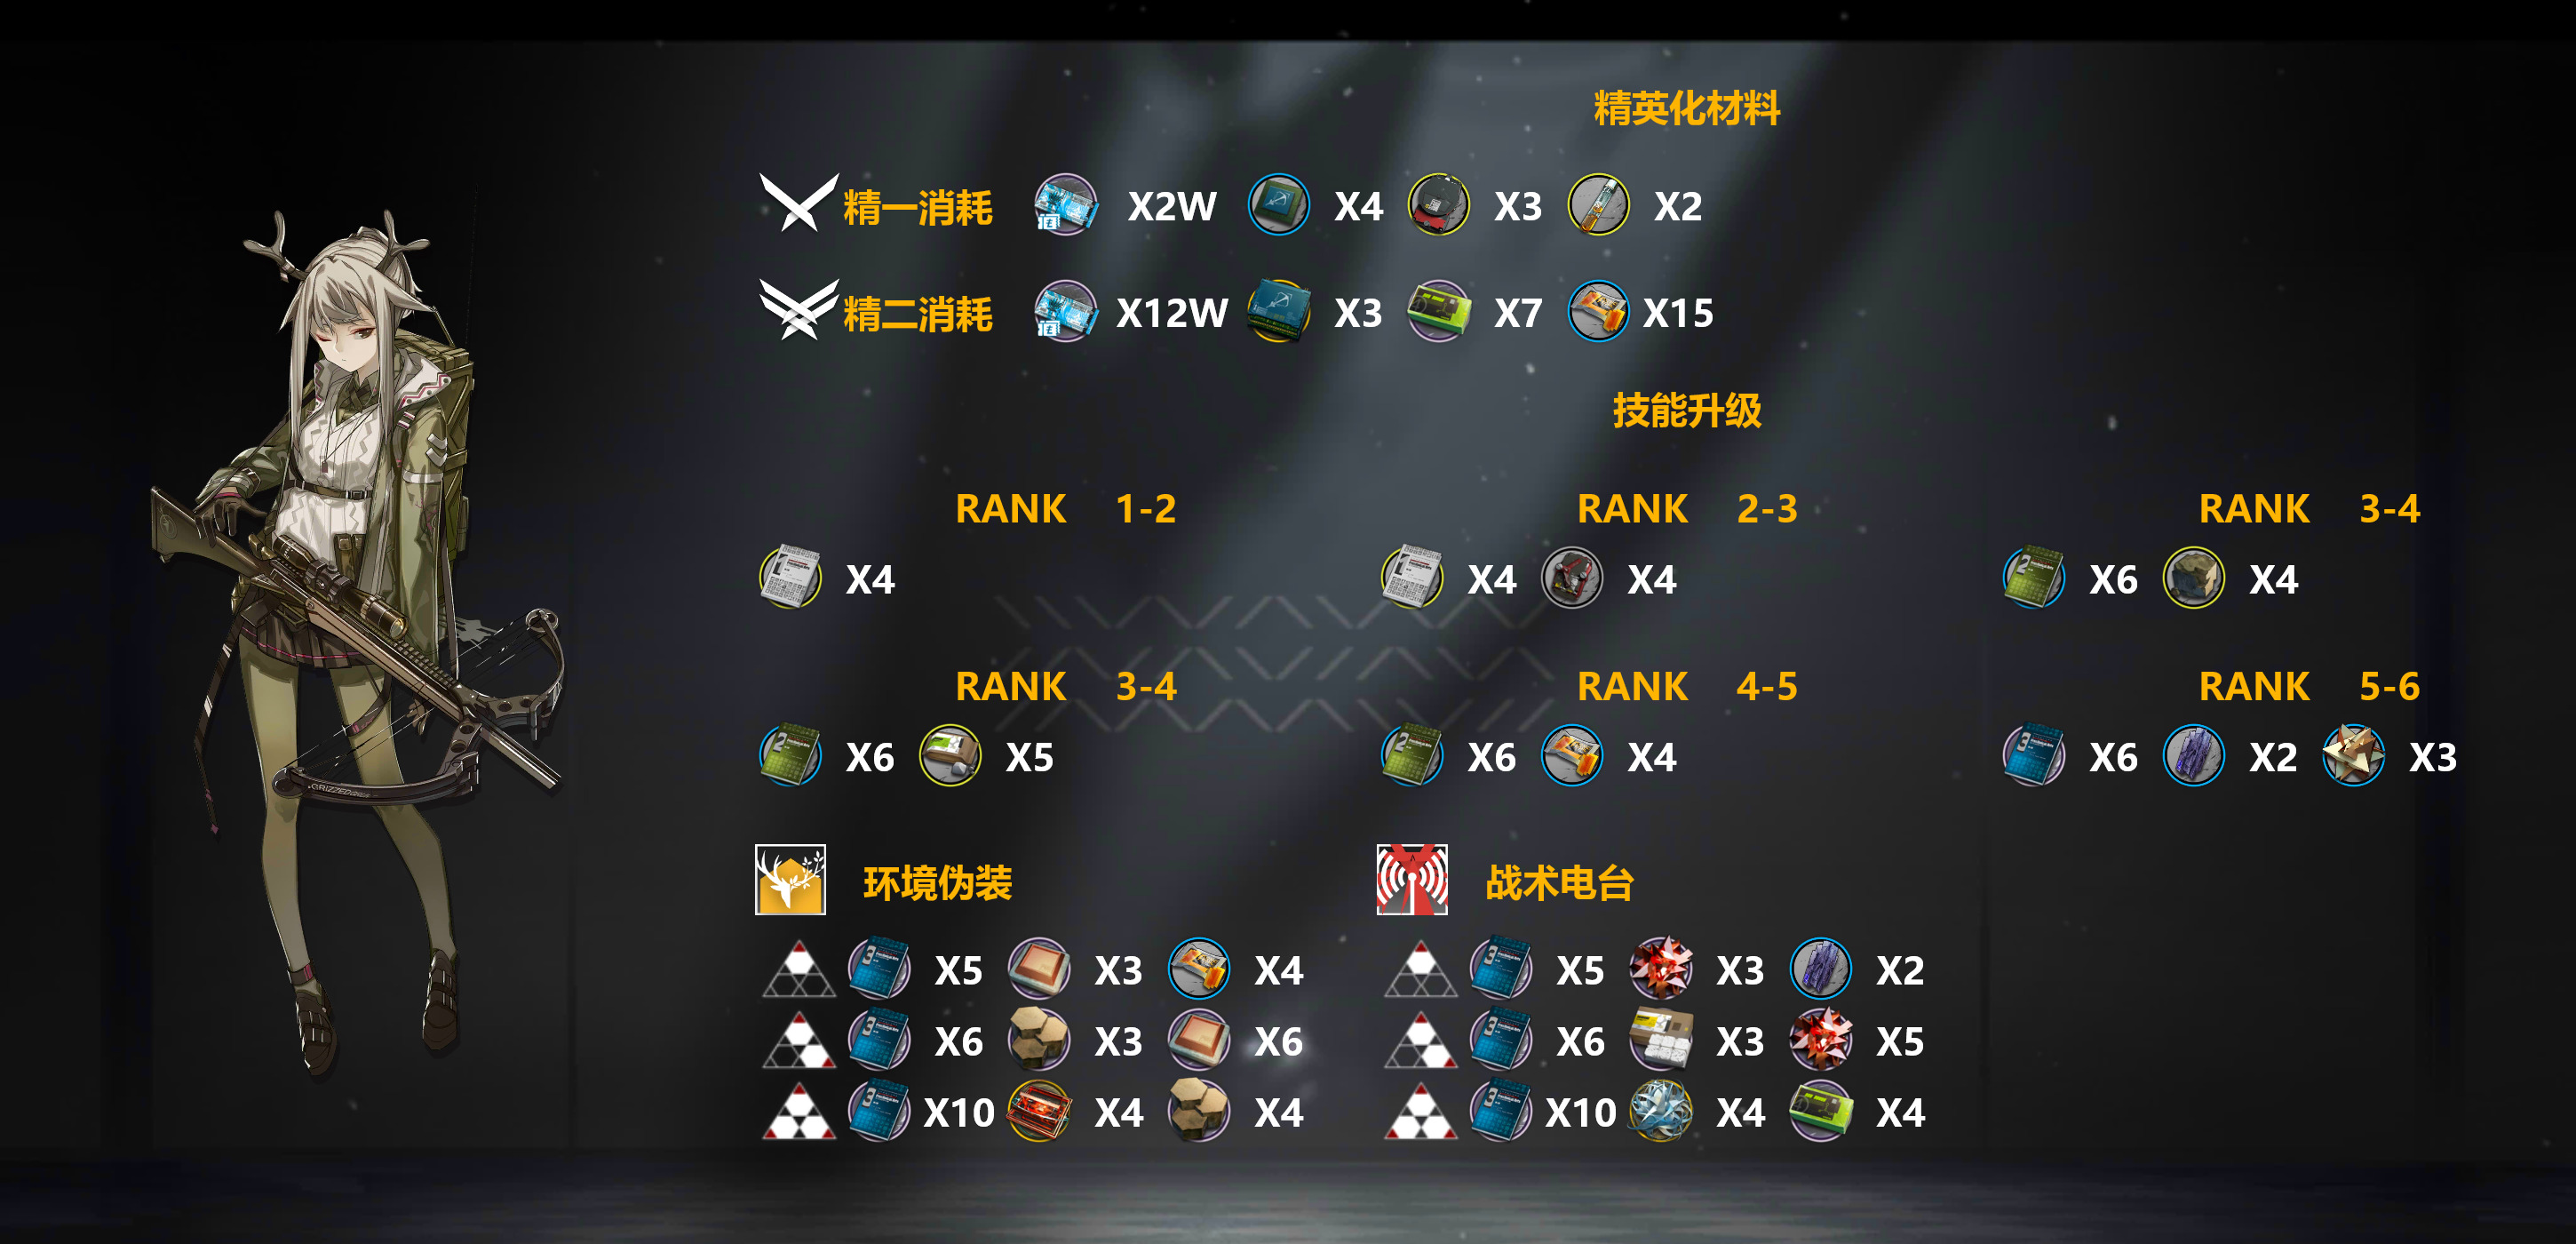 精英化材料
精一消耗 X2W X4 X3 X2
精二消耗 X12W X3 X7 X15
技能升级
RANK 1-2 RANK 2-3 RANK 3-4
X4 X4 X4 X6 X4
RANK 3-4 RANK 4-5 RANK 5-6
X6 X5 X6 X4 X6 X2 X3
环境伪装 战术电台
X5 X3 X4 X5 X3 X2
X6 X3 X6 X6 X3 X5
X10 X4 X4 X10 X4 X4